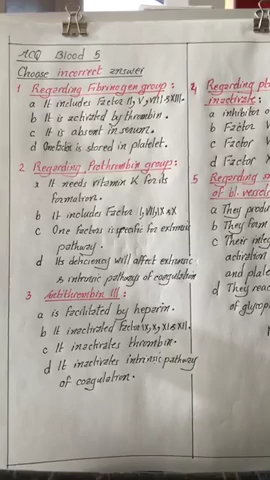 MCQ Blood 5
Choose incorrect answer
1 Regarding Fibrinogen group:
a It includes Factor I, V, VIII & XIII.
b It is activated by thrombin.
c It is absent in serum.
d One factor is stored in platelet.
2 Regarding Prothrombin group:
a It needs vitamin K for its
formation.
b It includes Factor I, VII, IX & X
c One factor is specific for extrinsic
pathway.
d Its deficiency will affect extrinsic
& intrinsic pathways of coagulation
3 Antithrombin III:
a is facilitated by heparin.
b It inactivated factor IX, X, XI & XII.
c It inactivates thrombin.
d It inactivates intrinsic pathway
of coagulation.
4 Regarding
inactivate:
a inhibitor o
b Factor V
c Factor
d Factor
5 Regarding
of bl. vessel
a They produ
b They form
c Their integ
activation
and plate
d They reac
of glycop